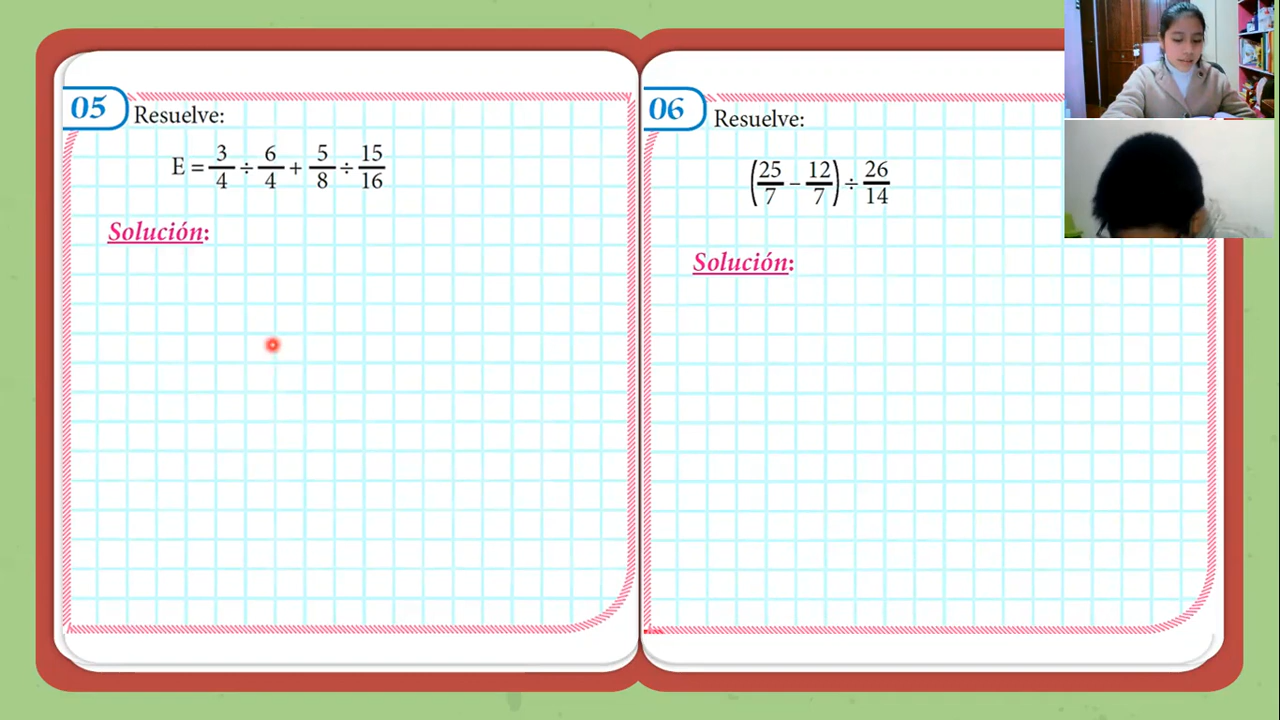 05
Resuelve:
E = 3/4 ÷ 6/4 + 5/8 ÷ 15/16
Solución:
06
Resuelve:
(25/7 − 12/7) ÷ 26/14
Solución: